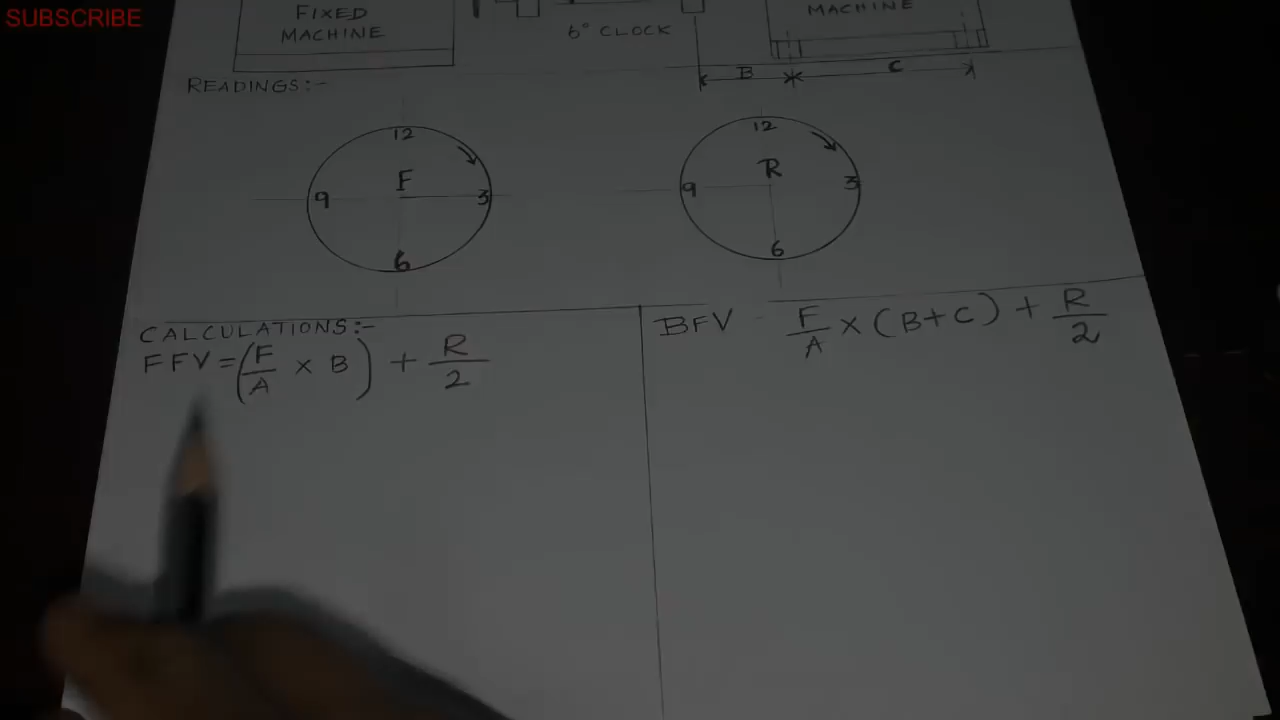 SUBSCRIBE
FIXED
MACHINE
6° CLOCK
MACHINE
B
C
READINGS:-
12
9
F
3
6
12
9
R
3
6
CALCULATIONS:-
FFV = (F/A × B) + R/2
BFV - F/A × (B+C) + R/2